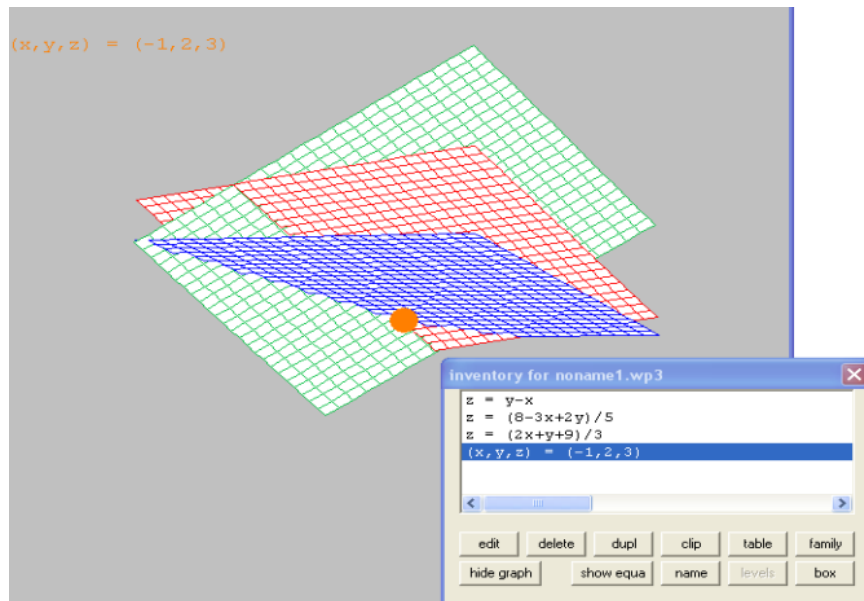 (x,y,z) = (-1,2,3)
inventory for noname1.wp3
z = y-x
z = (8-3x+2y)/5
z = (2x+y+9)/3
(x,y,z) = (-1,2,3)
edit delete dupl clip table family
hide graph show equa name levels box